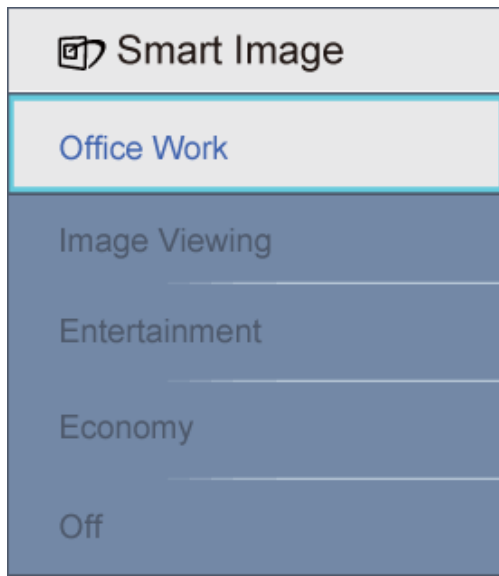 Smart Image
Office Work
Image Viewing
Entertainment
Economy
Off